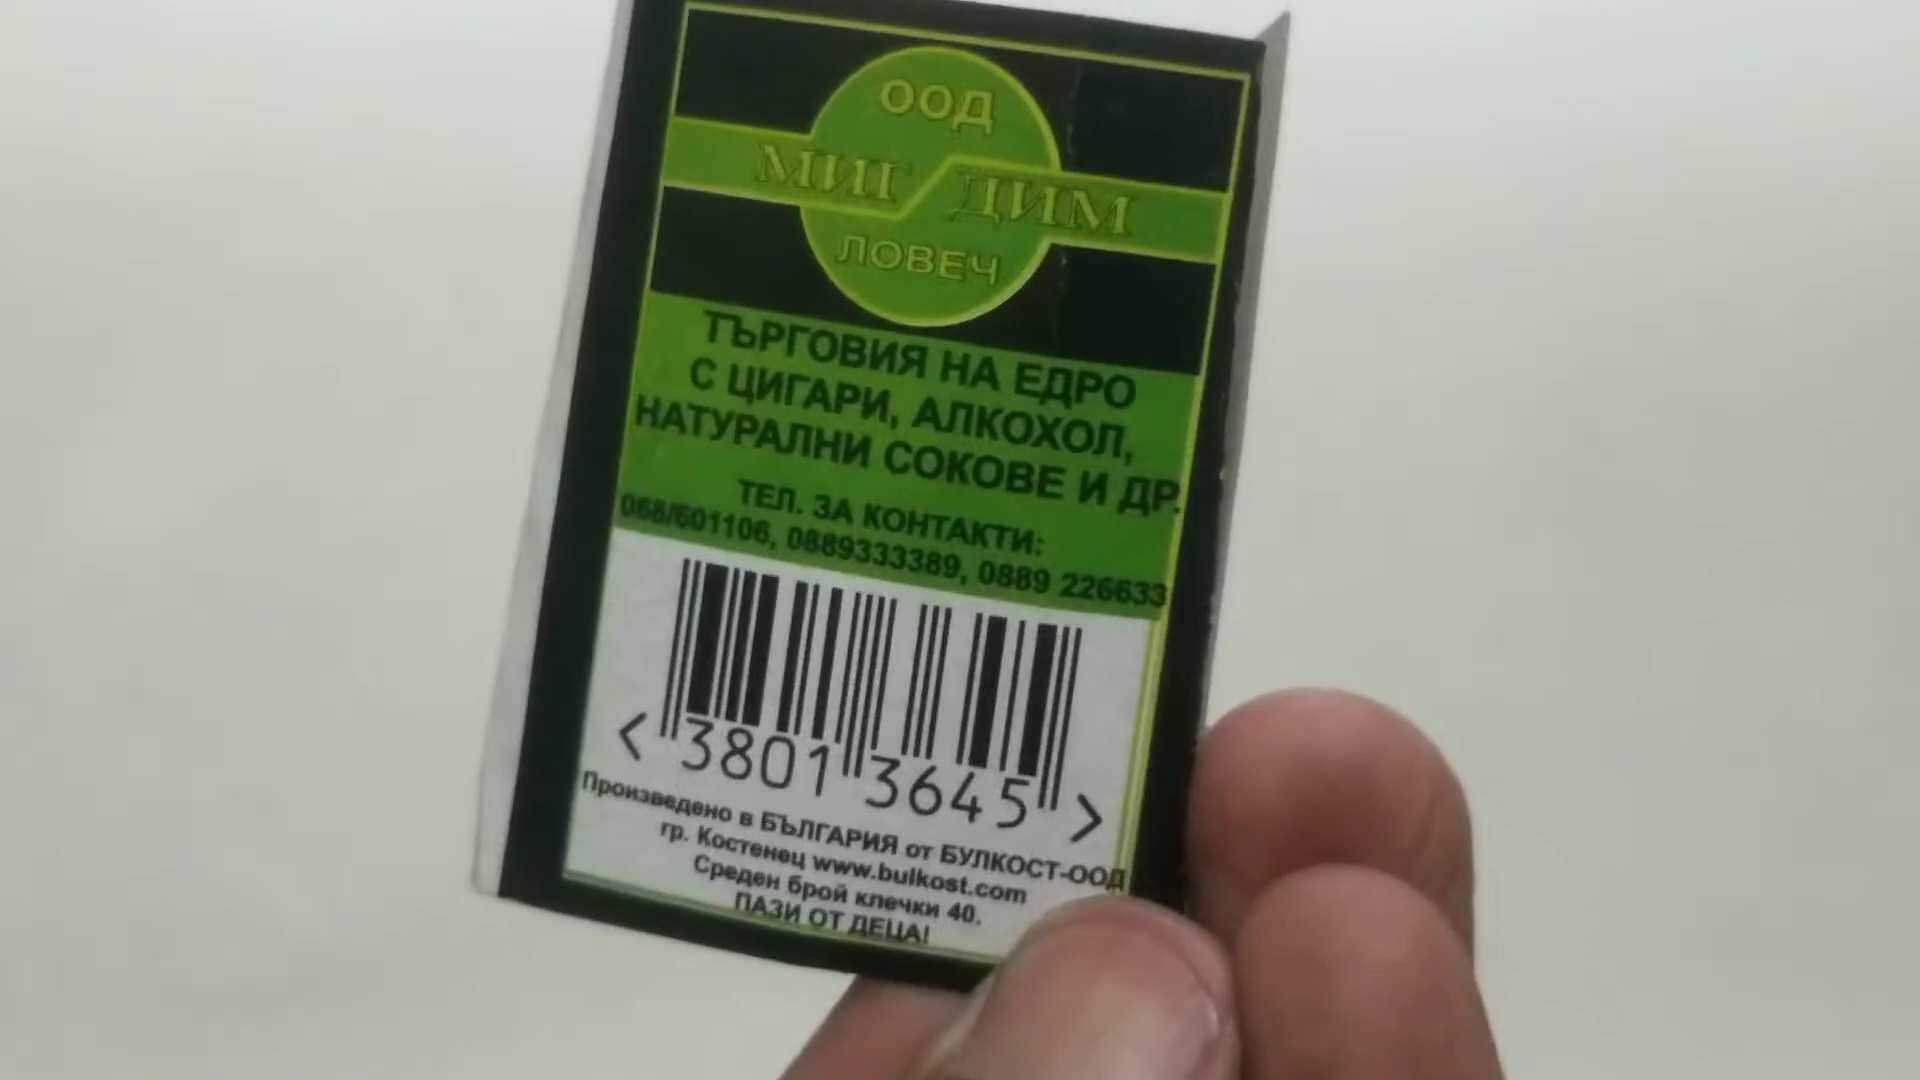 ООД
МИГ ДИМ
ЛОВЕЧ
ТЪРГОВИЯ НА ЕДРО
С ЦИГАРИ, АЛКОХОЛ,
НАТУРАЛНИ СОКОВЕ И ДР.
ТЕЛ. ЗА КОНТАКТИ:
068/601106, 0889333389, 0889 226633
< 3801 3645 >
Произведено в БЪЛГАРИЯ от БУЛКОСТ-ООД
гр. Костенец www.bulkost.com
Среден брой клечки 40.
ПАЗИ ОТ ДЕЦА!